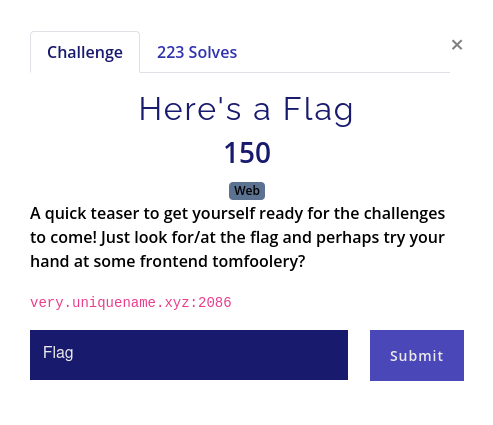 Challenge
223 Solves
×
Here's a Flag
150
Web
A quick teaser to get yourself ready for the challenges
to come! Just look for/at the flag and perhaps try your
hand at some frontend tomfoolery?
very.uniquename.xyz:2086
Flag
Submit